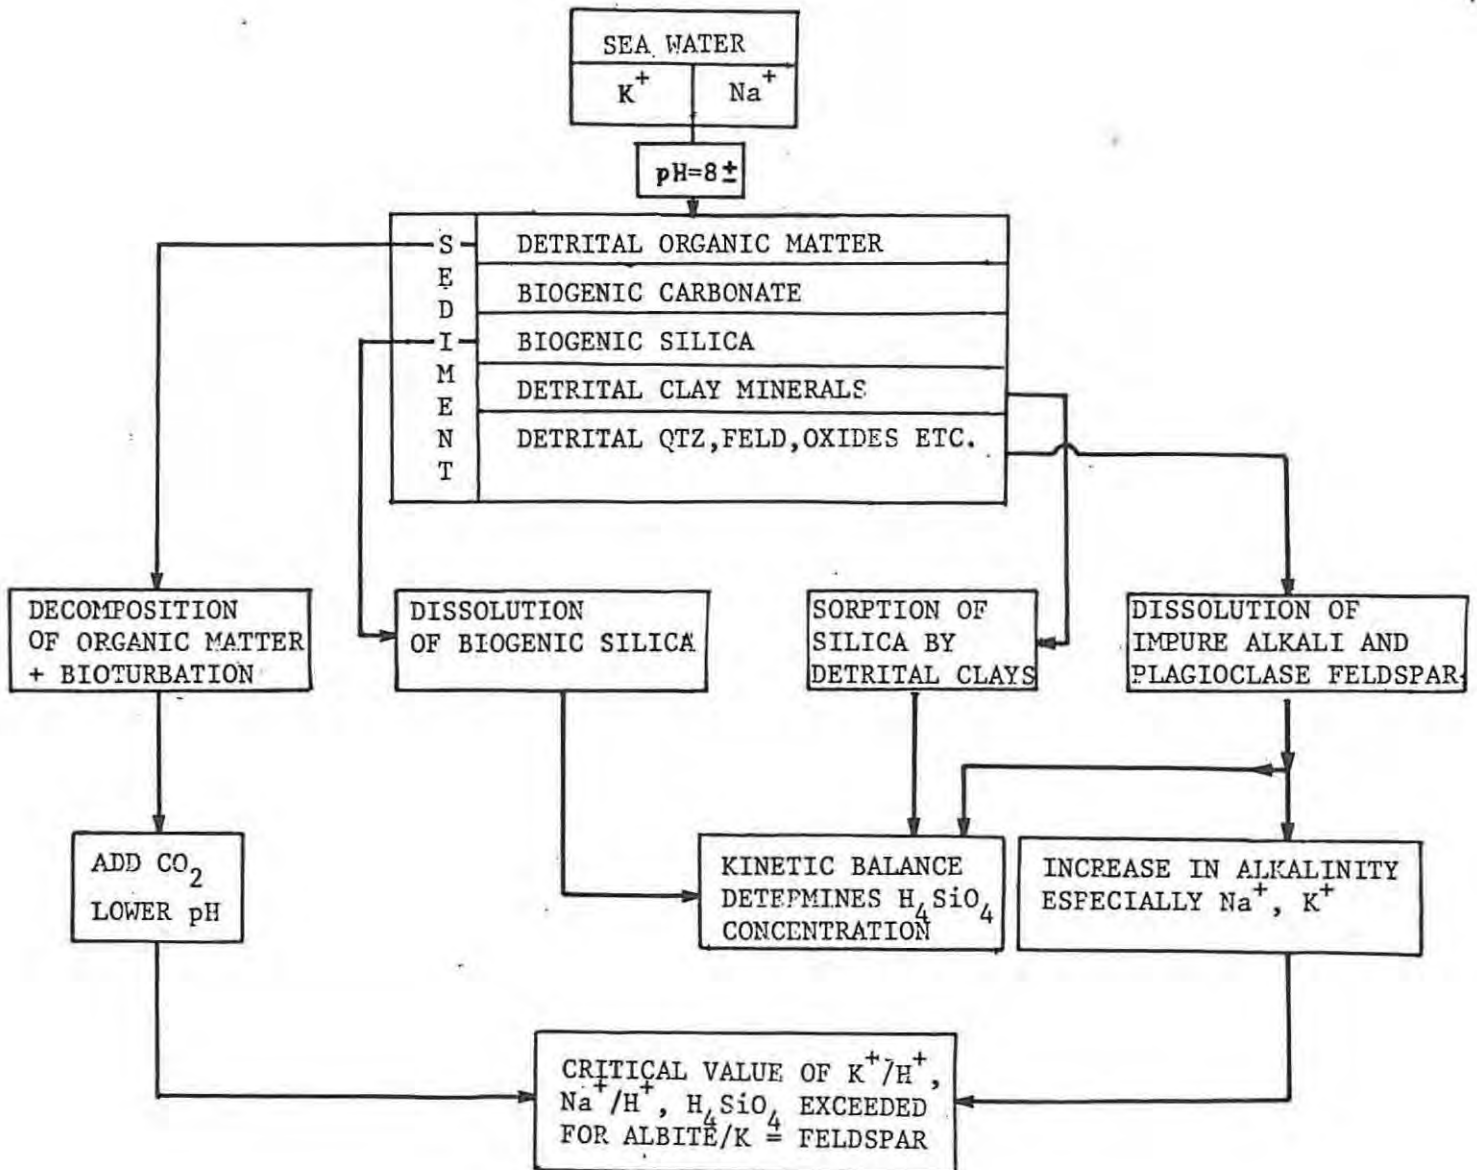 SEA WATER
K+ Na+
pH=8±
SEDIMENT
DETRITAL ORGANIC MATTER
BIOGENIC CARBONATE
BIOGENIC SILICA
DETRITAL CLAY MINERALS
DETRITAL QTZ,FELD,OXIDES ETC.
DECOMPOSITION
OF ORGANIC MATTER
+ BIOTURBATION
DISSOLUTION
OF BIOGENIC SILICA
SORPTION OF
SILICA BY
DETRITAL CLAYS
DISSOLUTION OF
IMPURE ALKALI AND
PLAGIOCLASE FELDSPAR.
ADD CO2
LOWER pH
KINETIC BALANCE
DETEPMINES H4SiO4
CONCENTRATION
INCREASE IN ALKALINITY
ESPECIALLY Na+, K+
CRITICAL VALUE OF K+/H+,
Na+/H+, H4SiO4 EXCEEDED
FOR ALBITE/K = FELDSPAR